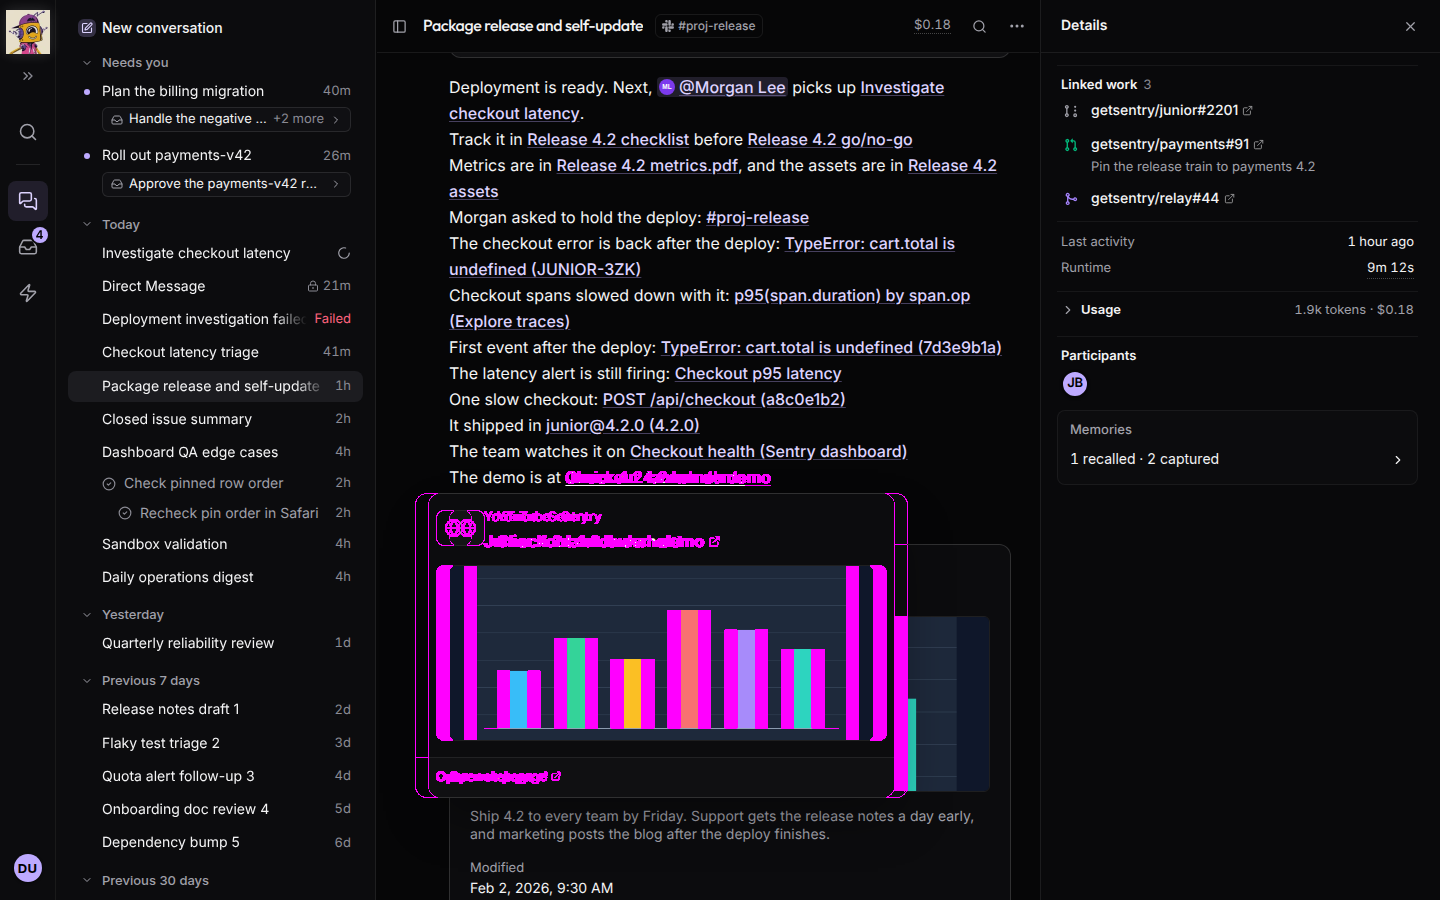 New conversation
Needs you
Plan the billing migration 40m
Handle the negative ... +2 more
Roll out payments-v42 26m
Approve the payments-v42 r...
Today
Investigate checkout latency
4
Direct Message 21m
Deployment investigation failed Failed
Checkout latency triage 41m
Package release and self-update 1h
Closed issue summary 2h
Dashboard QA edge cases 4h
Check pinned row order 2h
Recheck pin order in Safari 2h
Sandbox validation 4h
Daily operations digest 4h
Yesterday
Quarterly reliability review 1d
Previous 7 days
Release notes draft 1 2d
Flaky test triage 2 3d
Quota alert follow-up 3 4d
Onboarding doc review 4 5d
Dependency bump 5 6d
DU
Previous 30 days
Package release and self-update #proj-release $0.18
Deployment is ready. Next, ML @Morgan Lee picks up Investigate
checkout latency.
Track it in Release 4.2 checklist before Release 4.2 go/no-go
Metrics are in Release 4.2 metrics.pdf, and the assets are in Release 4.2
assets
Morgan asked to hold the deploy: #proj-release
The checkout error is back after the deploy: TypeError: cart.total is
undefined (JUNIOR-3ZK)
Checkout spans slowed down with it: p95(span.duration) by span.op
(Explore traces)
First event after the deploy: TypeError: cart.total is undefined (7d3e9b1a)
The latency alert is still firing: Checkout p95 latency
One slow checkout: POST /api/checkout (a8c0e1b2)
It shipped in junior@4.2.0 (4.2.0)
The team watches it on Checkout health (Sentry dashboard)
The demo is at
Ship 4.2 to every team by Friday. Support gets the release notes a day early,
and marketing posts the blog after the deploy finishes.
Modified
Feb 2, 2026, 9:30 AM
Details
Linked work 3
getsentry/junior#2201
getsentry/payments#91
Pin the release train to payments 4.2
getsentry/relay#44
Last activity 1 hour ago
Runtime 9m 12s
Usage 1.9k tokens · $0.18
Participants
JB
Memories
1 recalled · 2 captured